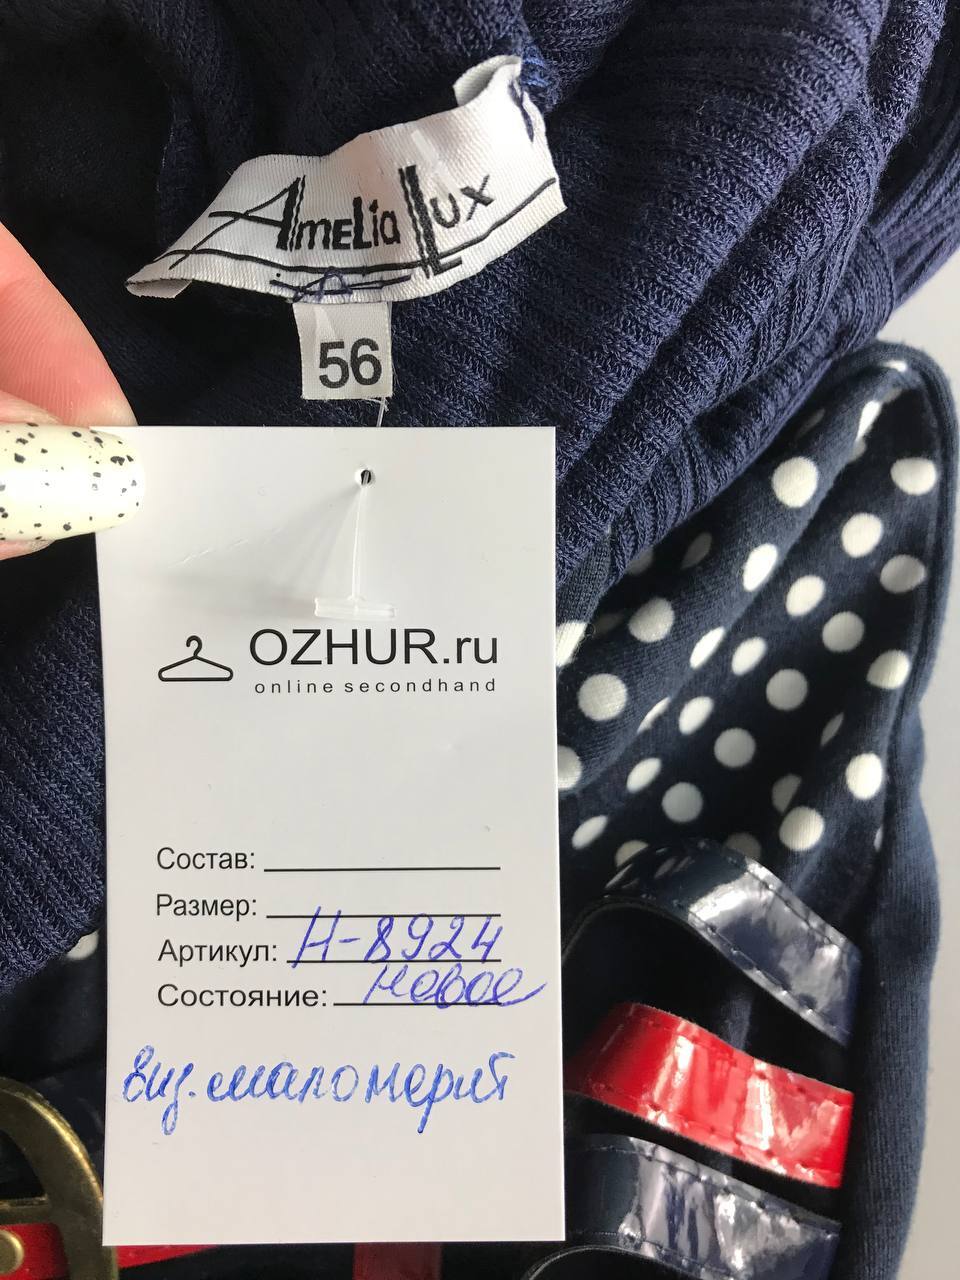 Amelia Lux
56
OZHUR.ru
online secondhand
Состав:
Размер:
Артикул: Н-8924
Состояние: новое
виз. маломерит